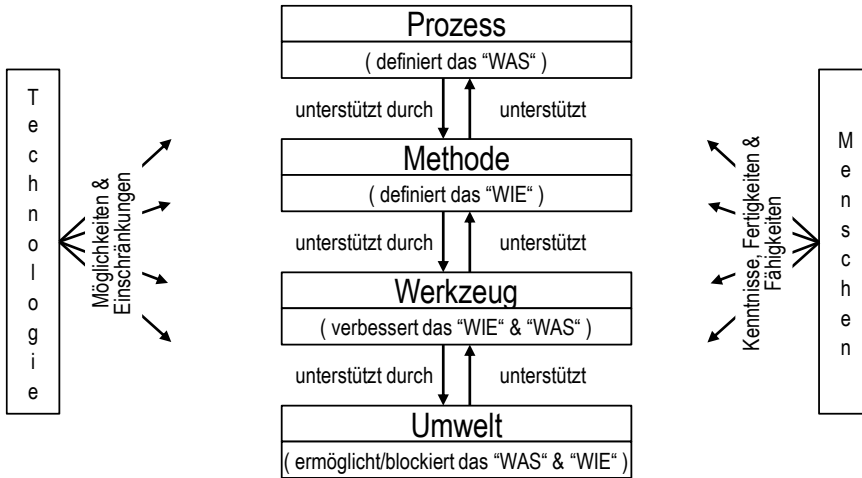 Prozess
( definiert das “WAS“ )
unterstützt durch
unterstützt
Methode
( definiert das “WIE“ )
unterstützt durch
unterstützt
Werkzeug
( verbessert das “WIE“ & “WAS“ )
unterstützt durch
unterstützt
Umwelt
( ermöglicht/blockiert das “WAS“ & “WIE“ )
Technologie
Möglichkeiten &
Einschränkungen
Kenntnisse, Fertigkeiten &
Fähigkeiten
Menschen